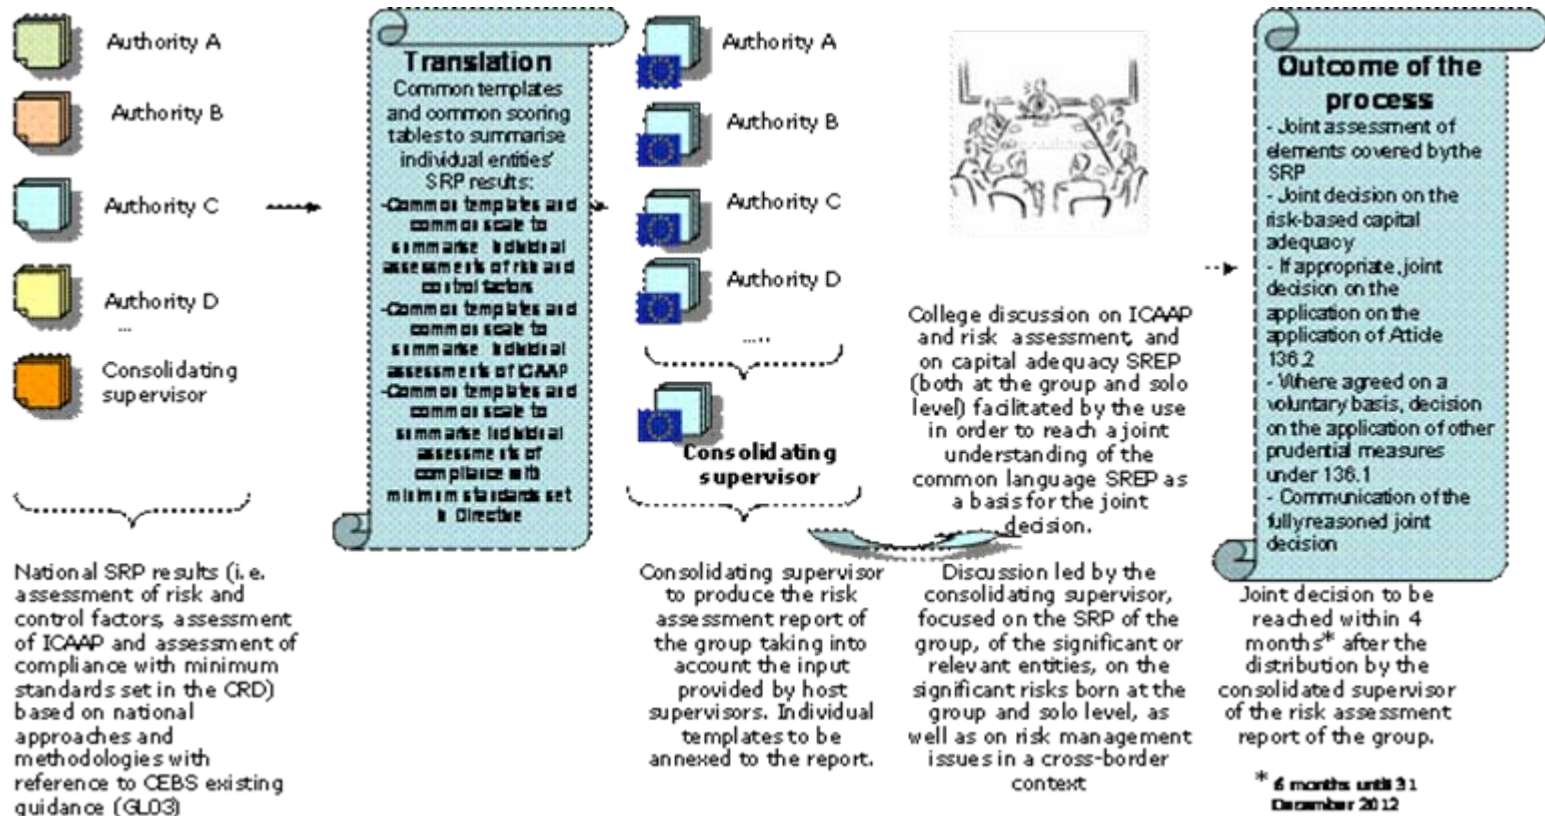 Authority A
Authority B
Authority C
Authority D
...
Consolidating
supervisor
National SRP results (i.e.
assessment of risk and
control factors, assessment
of ICAAP and assessment of
compliance with minimum
standards set in the CRD)
based on national
approaches and
methodologies with
reference to CEBS existing
guidance (GL03)
Translation
Common templates
and common scoring
tables to summarise
individual entities'
SRP results:
-Common templates and
common scale to
summarise individual
assessments of risk and
control factors
-Common templates and
common scale to
summarise individual
assessments of ICAAP
-Common templates and
common scale to
summarise individual
assessments of
compliance with
minimum standards set
in Directive
Authority A
Authority B
Authority C
Authority D
.....
Consolidating
supervisor
Consolidating supervisor
to produce the risk
assessment report of
the group taking into
account the input
provided by host
supervisors. Individual
templates to be
annexed to the report.
College discussion on ICAAP
and risk assessment, and
on capital adequacy SREP
(both at the group and solo
level) facilitated by the use
in order to reach a joint
understanding of the
common language SREP as
a basis for the joint
decision.
Discussion led by the
consolidating supervisor,
focused on the SRP of the
group, of the significant or
relevant entities, on the
significant risks born at the
group and solo level, as
well as on risk management
issues in a cross-border
context
Outcome of the
process
- Joint assessment of
elements covered by the
SRP
- Joint decision on the
risk-based capital
adequacy
- If appropriate, joint
decision on the
application on the
application of Article
136.2
- Where agreed on a
voluntary basis, decision
on the application of other
prudential measures
under 136.1
- Communication of the
fully reasoned joint
decision
Joint decision to be
reached within 4
months* after the
distribution by the
consolidated supervisor
of the risk assessment
report of the group.
* 6 months until 31
December 2012